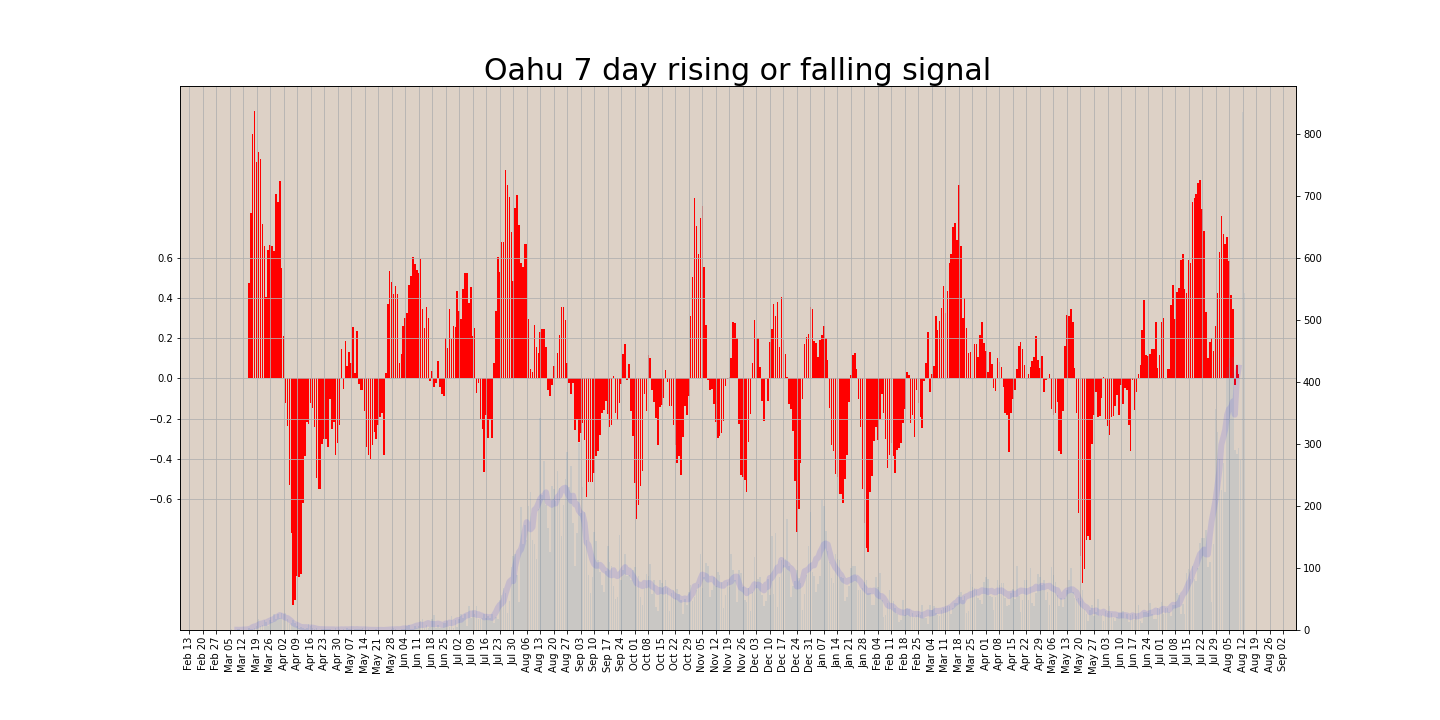 Oahu 7 day rising or falling signal
0.6
0.4
0.2
0.0
−0.2
−0.4
−0.6
800
700
600
500
400
300
200
100
0
Feb 13
Feb 20
Feb 27
Mar 05
Mar 12
Mar 19
Mar 26
Apr 02
Apr 09
Apr 16
Apr 23
Apr 30
May 07
May 14
May 21
May 28
Jun 04
Jun 11
Jun 18
Jun 25
Jul 02
Jul 09
Jul 16
Jul 23
Jul 30
Aug 06
Aug 13
Aug 20
Aug 27
Sep 03
Sep 10
Sep 17
Sep 24
Oct 01
Oct 08
Oct 15
Oct 22
Oct 29
Nov 05
Nov 12
Nov 19
Nov 26
Dec 03
Dec 10
Dec 17
Dec 24
Dec 31
Jan 07
Jan 14
Jan 21
Jan 28
Feb 04
Feb 11
Feb 18
Feb 25
Mar 04
Mar 11
Mar 18
Mar 25
Apr 01
Apr 08
Apr 15
Apr 22
Apr 29
May 06
May 13
May 20
May 27
Jun 03
Jun 10
Jun 17
Jun 24
Jul 01
Jul 08
Jul 15
Jul 22
Jul 29
Aug 05
Aug 12
Aug 19
Aug 26
Sep 02